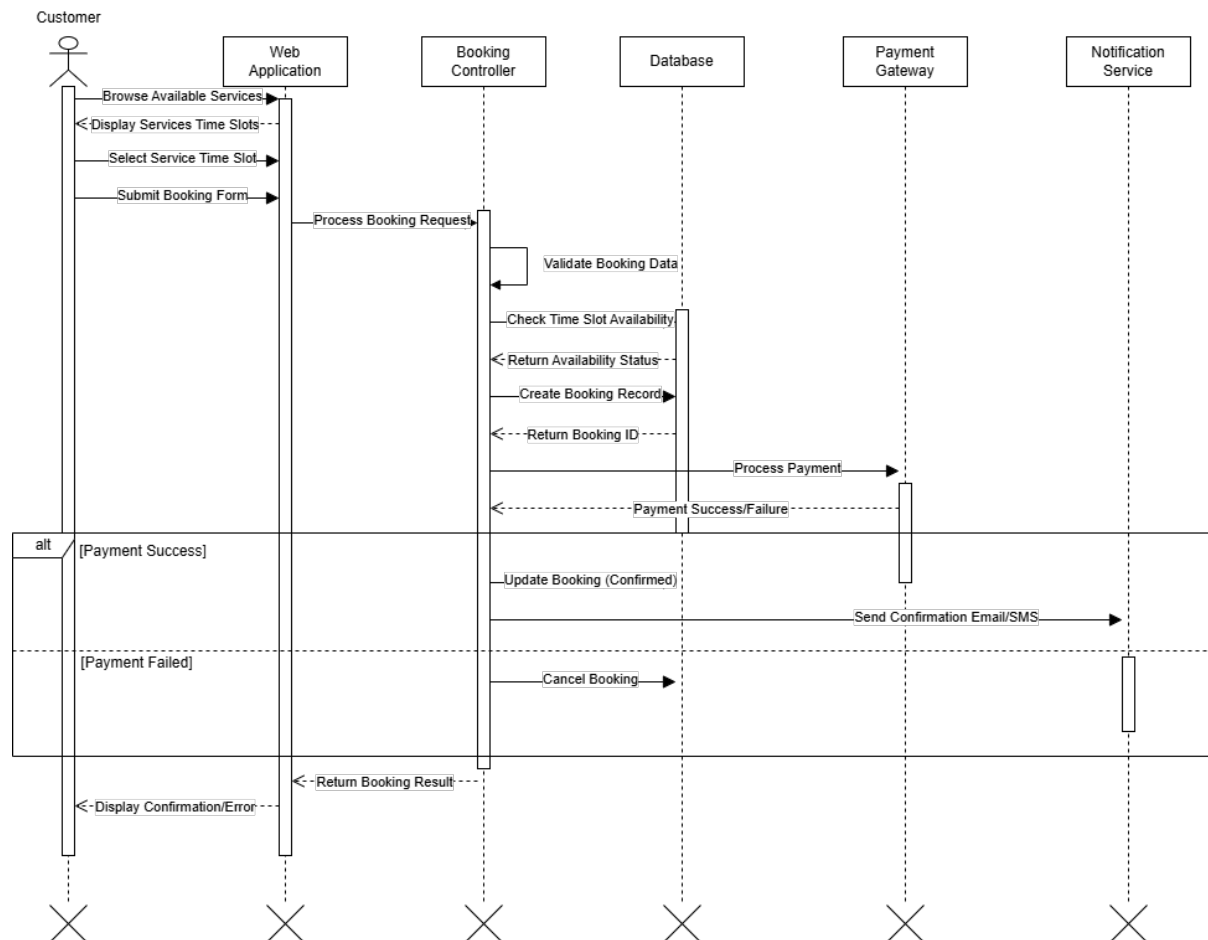 Customer
Web
Application
Booking
Controller
Database
Payment
Gateway
Notification
Service
Browse Available Services
Display Services Time Slots
Select Service Time Slot
Submit Booking Form
Process Booking Request
Validate Booking Data
Check Time Slot Availability
Return Availability Status
Create Booking Record
Return Booking ID
Process Payment
Payment Success/Failure
alt
[Payment Success]
Update Booking (Confirmed)
Send Confirmation Email/SMS
[Payment Failed]
Cancel Booking
Return Booking Result
Display Confirmation/Error